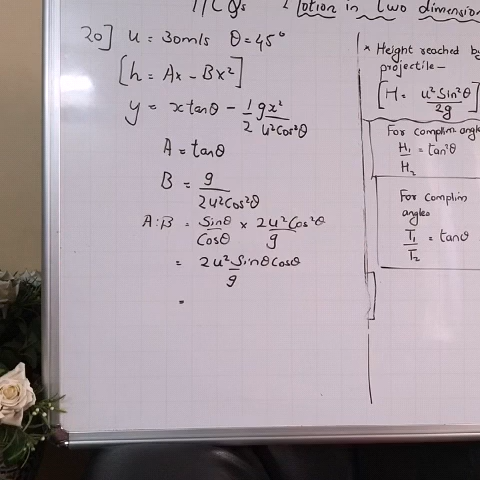 MCQs Motion in Two dimension
20] u = 30m/s θ = 45°
[h = Ax - Bx²]
y = x tanθ - 1/2 gx²/u²cos²θ
A = tanθ
B = g/2u²cos²θ
A:B = Sinθ/Cosθ × 2u²Cos²θ/g
= 2u²SinθCosθ/g
=
* Height reached by
projectile –
[H = u²Sin²θ/2g]
For complim angle
H₁/H₂ = tan²θ
For complim
angles
T₁/T₂ = tanθ